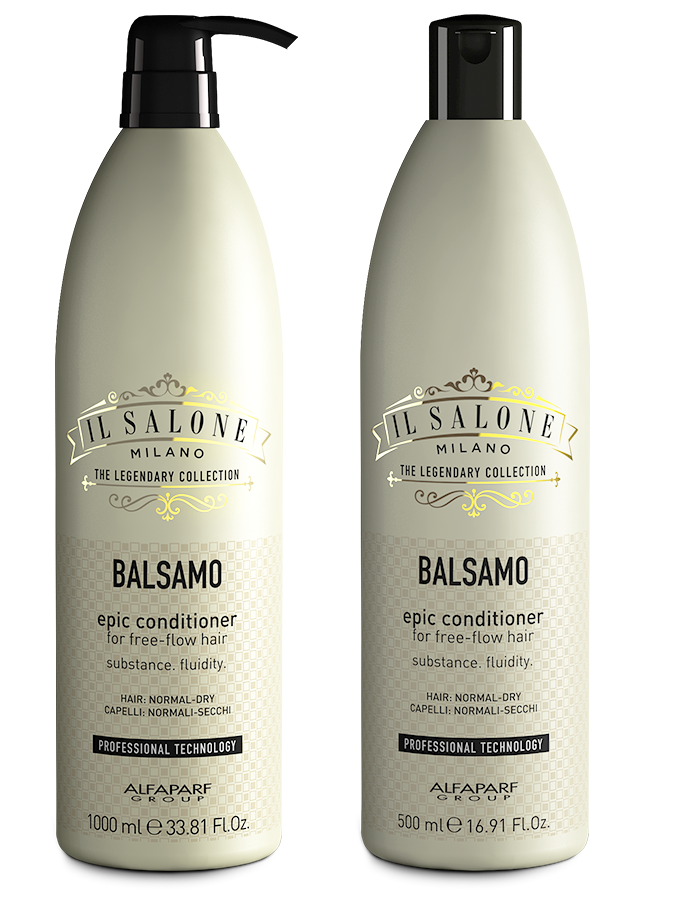 IL SALONE
MILANO
THE LEGENDARY COLLECTION
BALSAMO
epic conditioner
for free-flow hair
substance. fluidity.
HAIR: NORMAL-DRY
CAPELLI: NORMALI-SECCHI
PROFESSIONAL TECHNOLOGY
ALFAPARF
GROUP
1000 ml ℮ 33.81 Fl.Oz.
IL SALONE
MILANO
THE LEGENDARY COLLECTION
BALSAMO
epic conditioner
for free-flow hair
substance. fluidity.
HAIR: NORMAL-DRY
CAPELLI: NORMALI-SECCHI
PROFESSIONAL TECHNOLOGY
ALFAPARF
GROUP
500 ml ℮ 16.91 Fl.Oz.